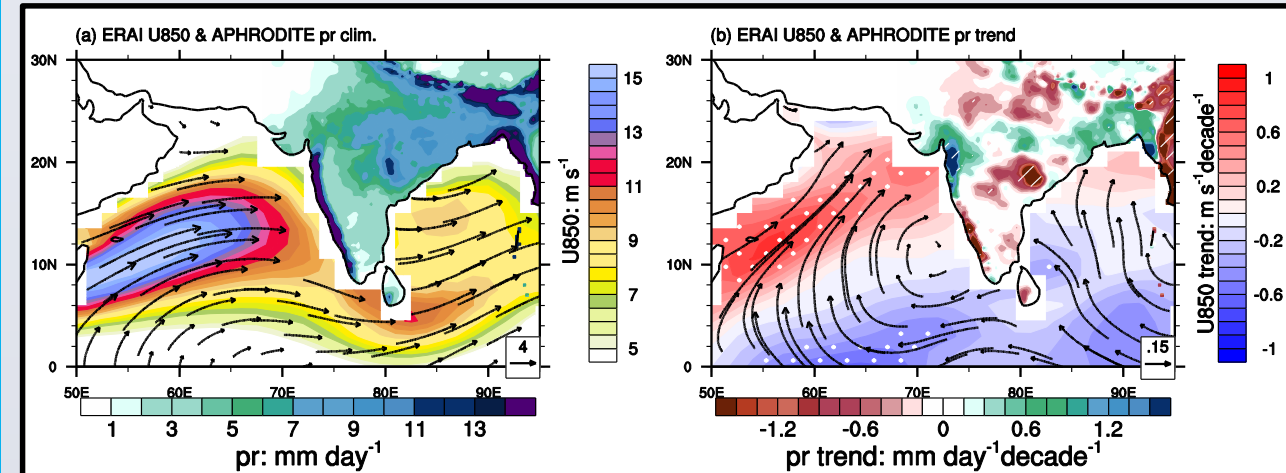 (a) ERAI U850 & APHRODITE pr clim.
30N
20N
10N
0
50E 60E 70E 80E 90E
4
15
13
11
9
7
5
U850: m s⁻¹
1 3 5 7 9 11 13
pr: mm day⁻¹
(b) ERAI U850 & APHRODITE pr trend
30N
20N
10N
0
50E 60E 70E 80E 90E
.15
1
0.6
0.2
-0.2
-0.6
-1
U850 trend: m s⁻¹decade⁻¹
-1.2 -0.6 0 0.6 1.2
pr trend: mm day⁻¹decade⁻¹